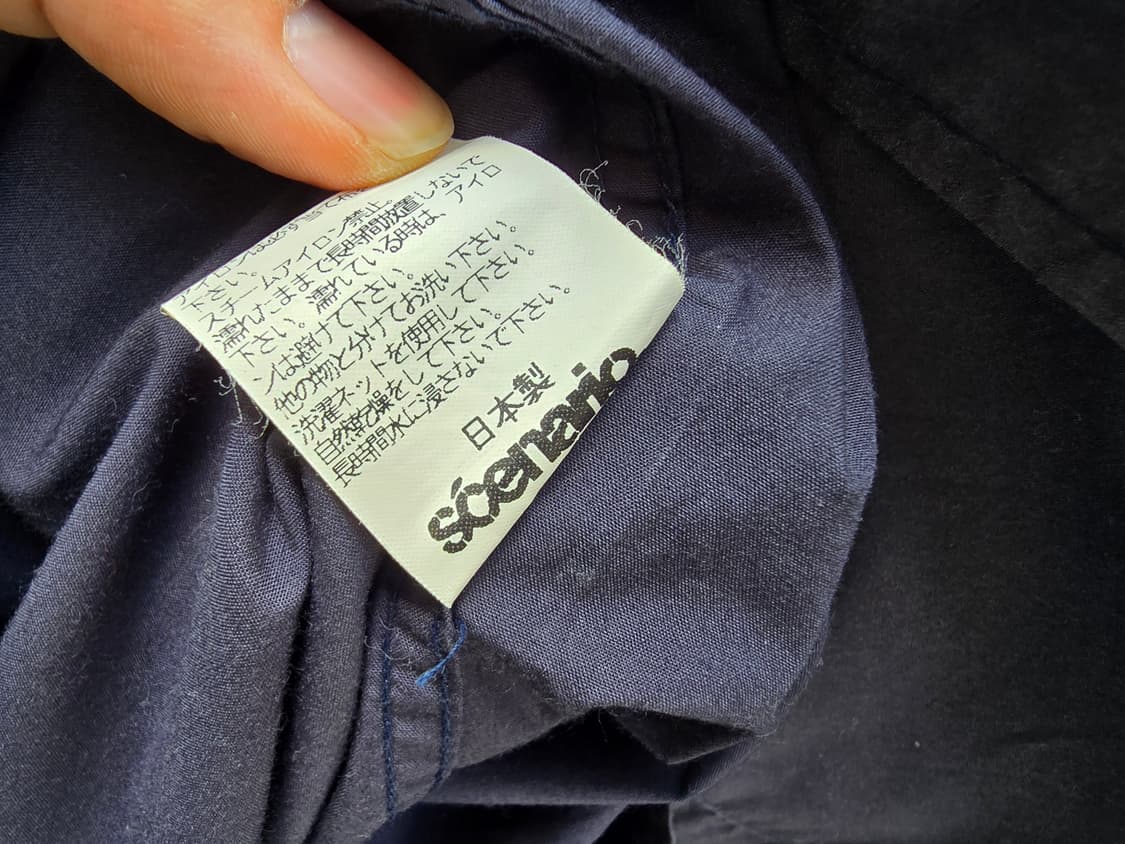 下さい。
スチームアイロン禁止。
濡れたままで長時間放置しないで
下さい。濡れている時は、アイロ
ンは避けて下さい。
他の物と分けてお洗い下さい。
洗濯ネットを使用して下さい。
自然乾燥をして下さい。
長時間水に浸さないで下さい。
日本製
scenario